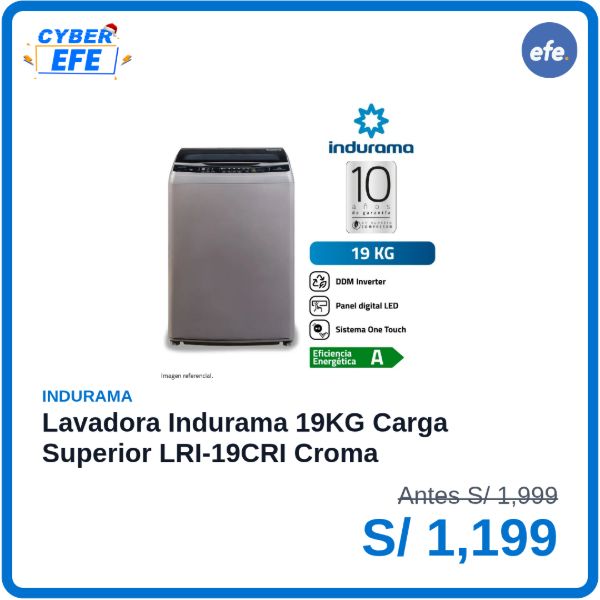 CYBER
EFE
efe.
indurama
10
años
de garantía
19 KG
DDM Inverter
Panel digital LED
Sistema One Touch
Eficiencia
Energética
A
Imagen referencial.
INDURAMA
Lavadora Indurama 19KG Carga
Superior LRI-19CRI Croma
Antes S/ 1,999
S/ 1,199